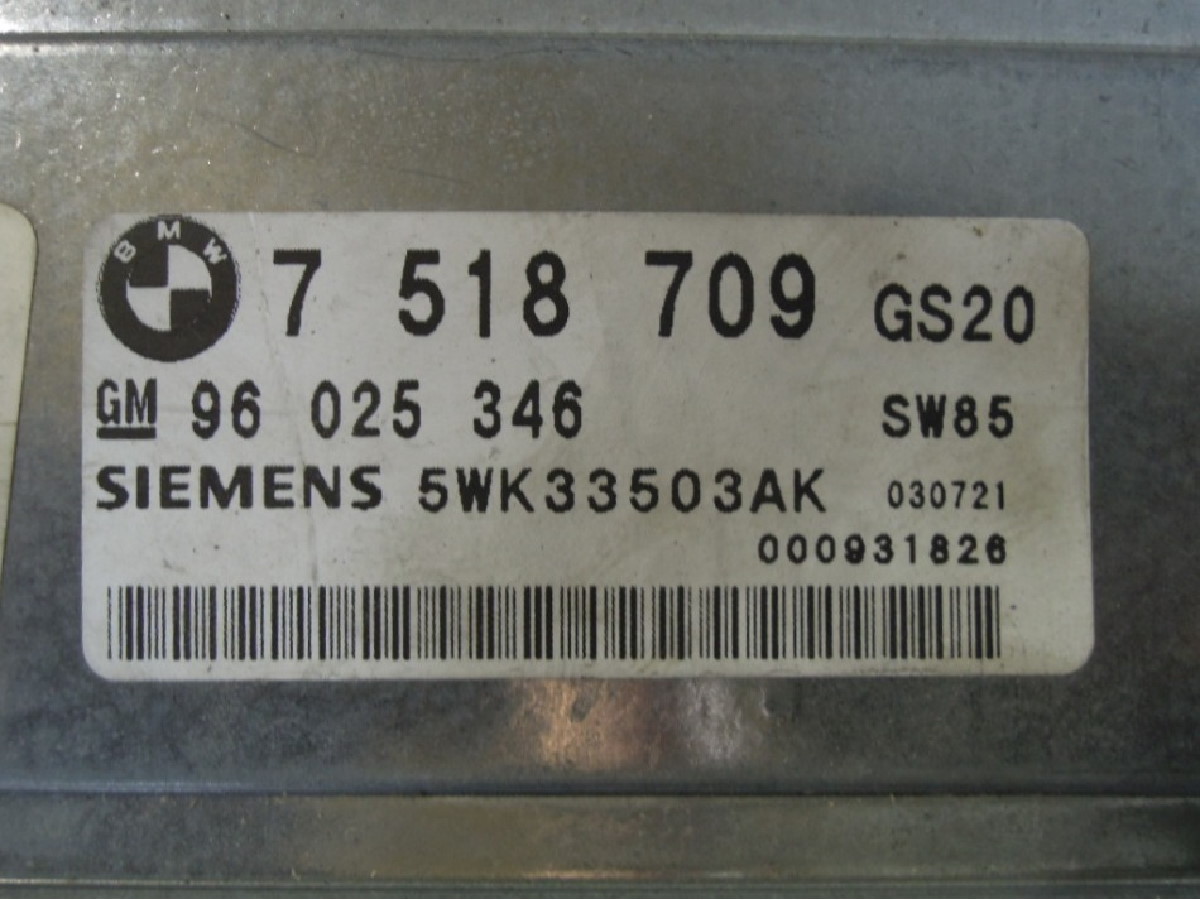 BMW 7 518 709 GS20
GM 96 025 346 SW85
SIEMENS 5WK33503AK 030721
000931826